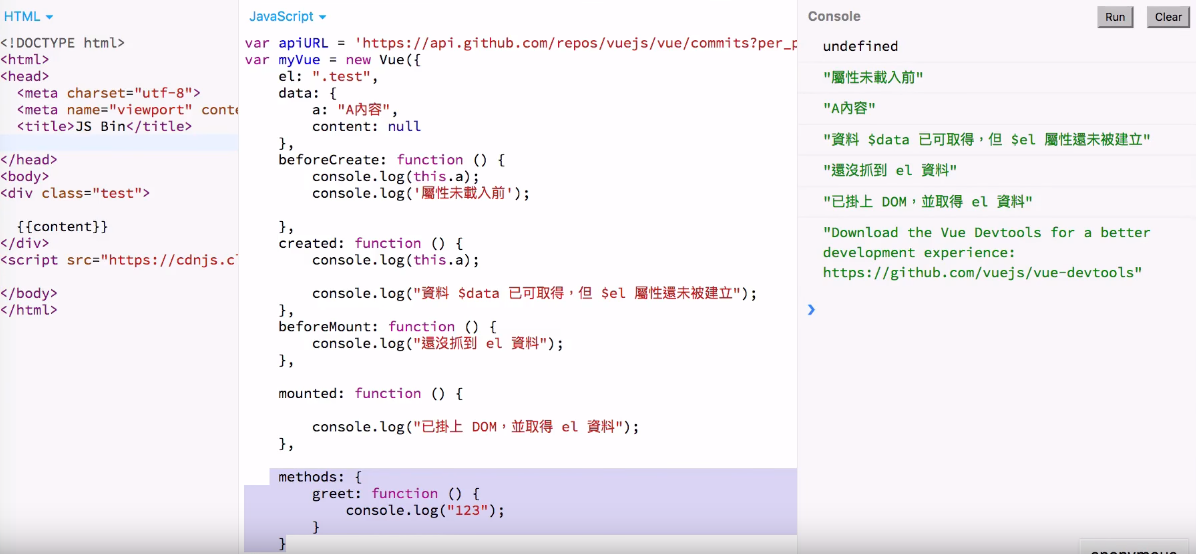 HTML
<!DOCTYPE html>
<html>
<head>
<meta charset="utf-8">
<meta name="viewport"
<title>JS Bin</title>
</head>
<body>
<div class="test">
{{content}}
</div>
<script src="https://cdnjs.c
</body>
</html>
JavaScript
var apiURL = 'https://api.github.com/repos/vuejs/vue/commits?per_p
var myVue = new Vue({
el: ".test",
data: {
a: "A內容",
content: null
},
beforeCreate: function () {
console.log(this.a);
console.log('屬性未載入前');
},
created: function () {
console.log(this.a);
console.log("資料 $data 已可取得，但 $el 屬性還未被建立");
},
beforeMount: function () {
console.log("還沒抓到 el 資料");
},
mounted: function () {
console.log("已掛上 DOM，並取得 el 資料");
},
methods: {
greet: function () {
console.log("123");
}
}
Console
Run
Clear
undefined
"屬性未載入前"
"A內容"
"資料 $data 已可取得，但 $el 屬性還未被建立"
"還沒抓到 el 資料"
"已掛上 DOM，並取得 el 資料"
"Download the Vue Devtools for a better
development experience:
https://github.com/vuejs/vue-devtools"